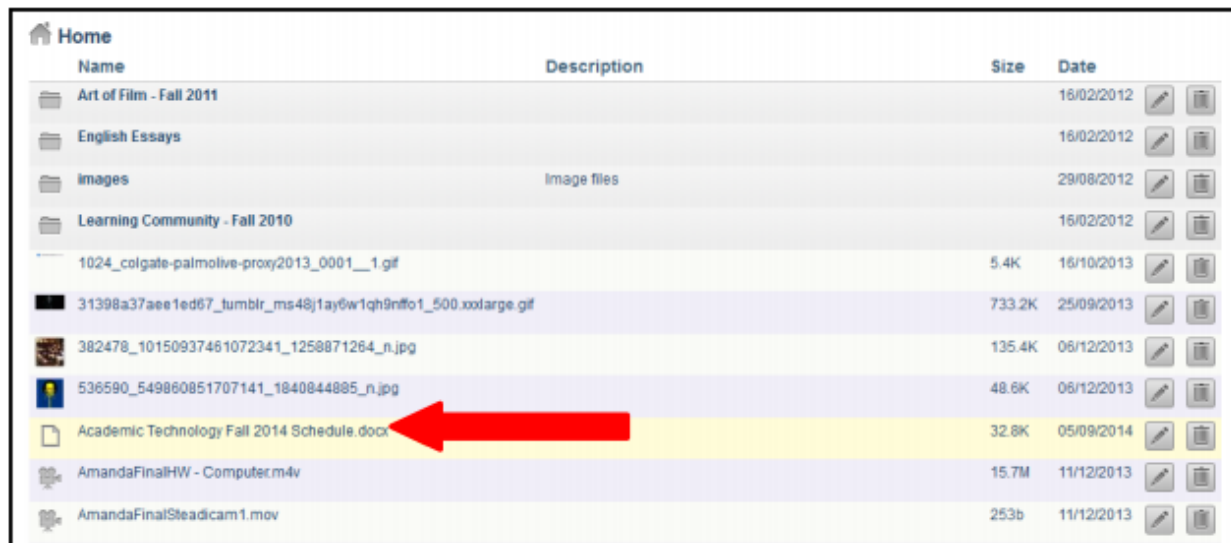 Home
Name Description Size Date
Art of Film - Fall 2011 16/02/2012
English Essays 16/02/2012
images Image files 29/08/2012
Learning Community - Fall 2010 16/02/2012
1024_colgate-palmolive-proxy2013_0001__1.gif 5.4K 16/10/2013
31398a37aee1ed67_tumblr_ms48j1ay6w1qh9nffo1_500.xxxlarge.gif 733.2K 25/09/2013
382478_10150937461072341_1258871264_n.jpg 135.4K 06/12/2013
536590_549860851707141_1840844885_n.jpg 48.6K 06/12/2013
Academic Technology Fall 2014 Schedule.docx 32.8K 05/09/2014
AmandaFinalHW - Computer.m4v 15.7M 11/12/2013
AmandaFinalSteadicam1.mov 253b 11/12/2013